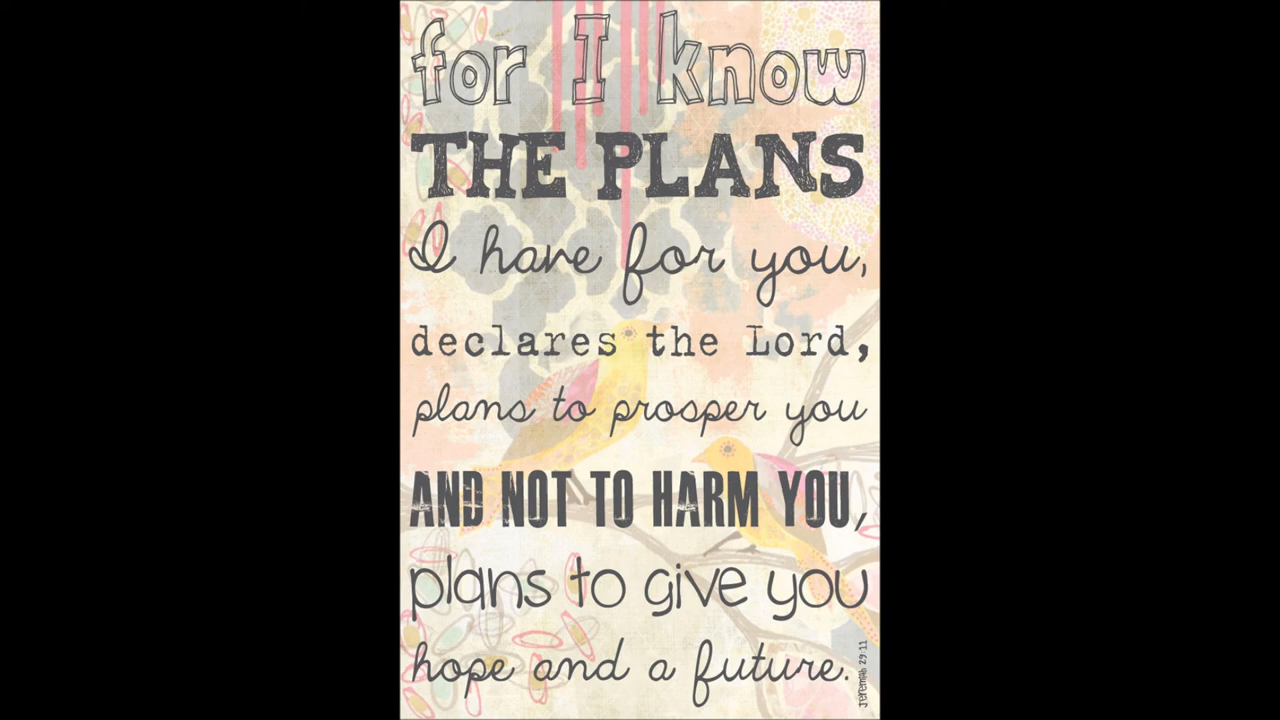 for I know
THE PLANS
I have for you,
declares the Lord,
plans to prosper you
AND NOT TO HARM YOU,
plans to give you
hope and a future.
Jeremiah 29:11